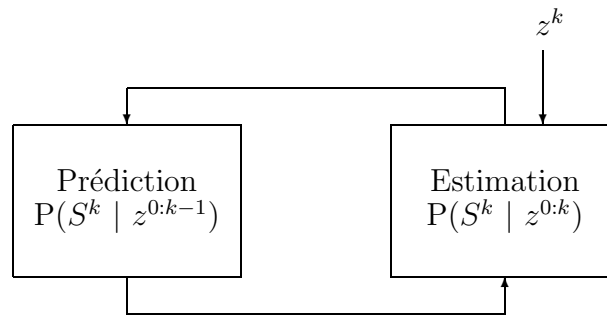 z^k
Prédiction
P(S^k | z^{0:k−1})
Estimation
P(S^k | z^{0:k})